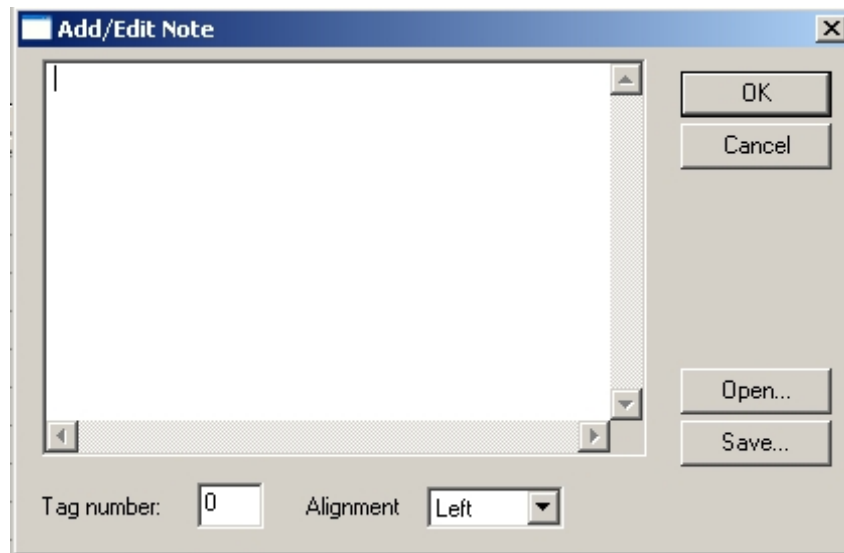 Add/Edit Note
OK
Cancel
Open...
Save...
Tag number: 0 Alignment Left